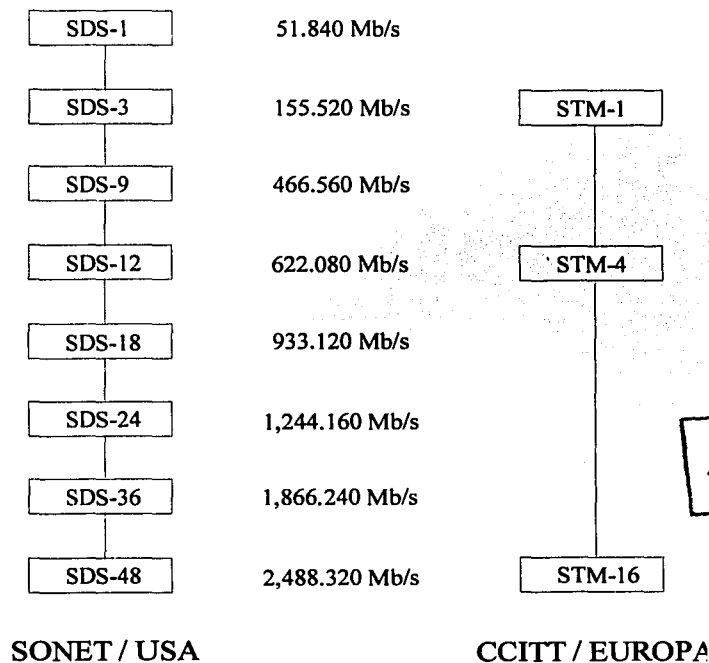 SDS-1 51.840 Mb/s
SDS-3 155.520 Mb/s STM-1
SDS-9 466.560 Mb/s
SDS-12 622.080 Mb/s STM-4
SDS-18 933.120 Mb/s
SDS-24 1,244.160 Mb/s
SDS-36 1,866.240 Mb/s
SDS-48 2,488.320 Mb/s STM-16
SONET / USA CCITT / EUROPA